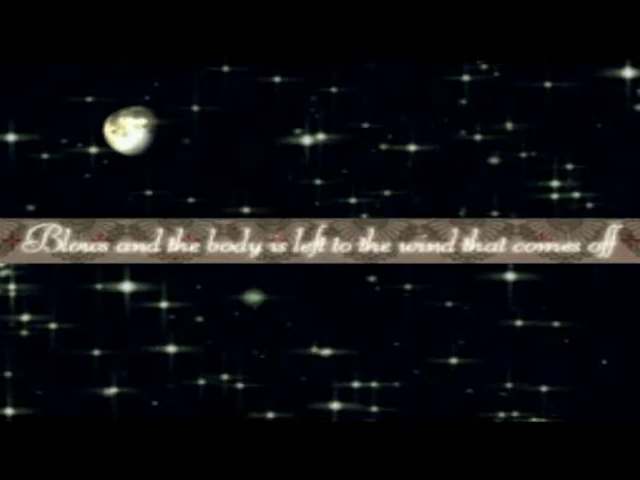 Blows and the body is left to the wind that comes off